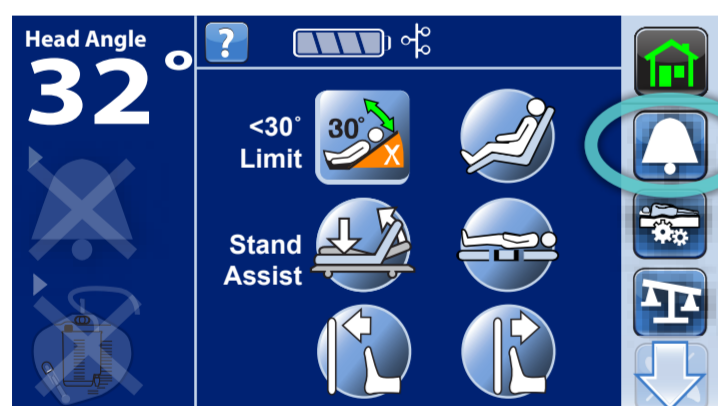 Head Angle
32°
?
<30°
Limit
30°
X
Stand
Assist